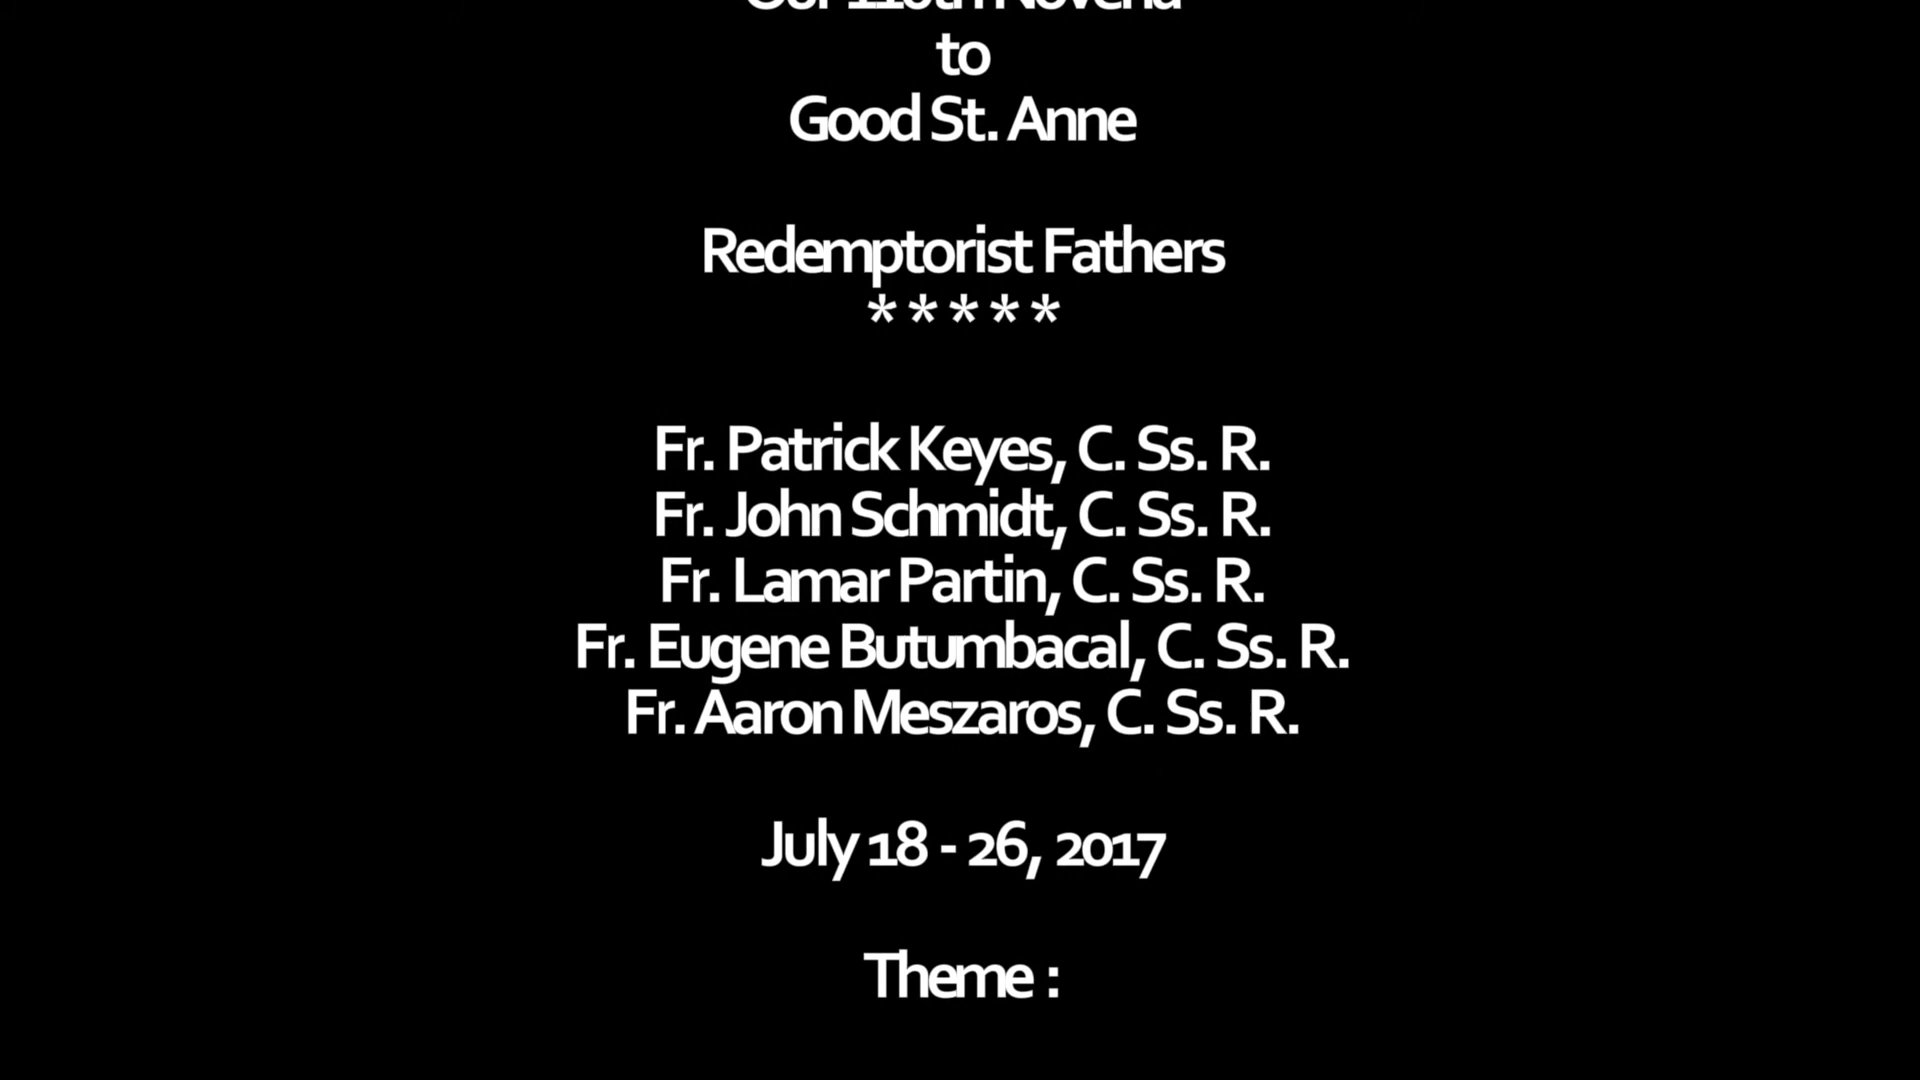 Novena
to
Good St. Anne
Redemptorist Fathers
* * * * *
Fr. Patrick Keyes, C. Ss. R.
Fr. John Schmidt, C. Ss. R.
Fr. Lamar Partin, C. Ss. R.
Fr. Eugene Butumbacal, C. Ss. R.
Fr. Aaron Meszaros, C. Ss. R.
July 18 - 26, 2017
Theme :